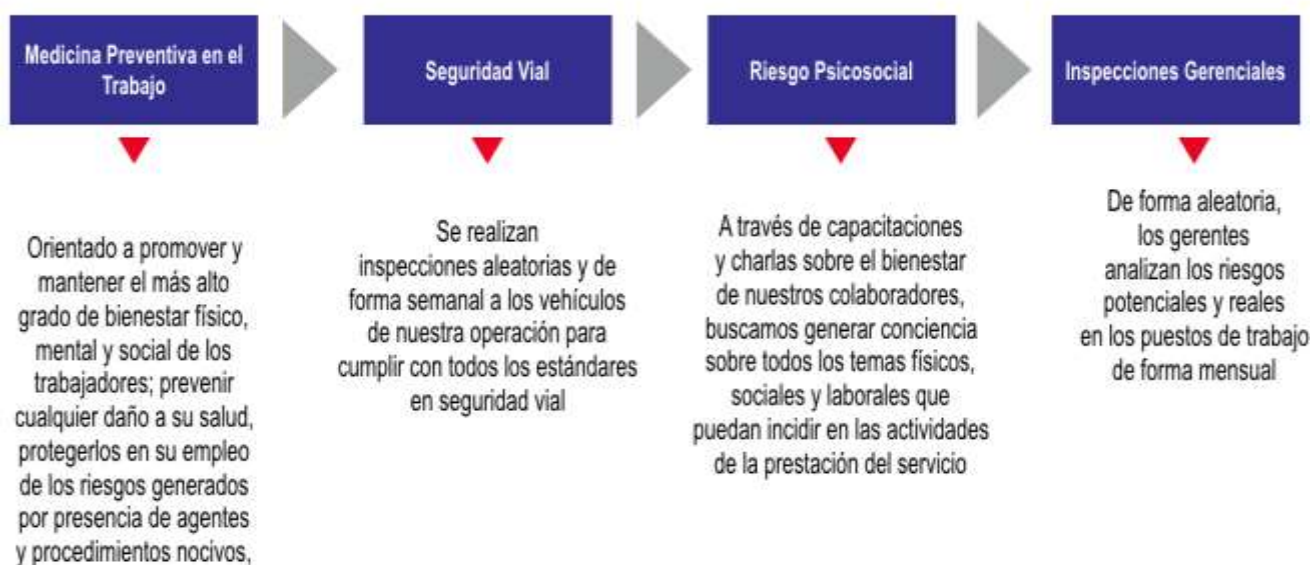 Medicina Preventiva en el
Trabajo
Seguridad Vial
Riesgo Psicosocial
Inspecciones Gerenciales
Orientado a promover y
mantener el más alto
grado de bienestar físico,
mental y social de los
trabajadores; prevenir
cualquier daño a su salud,
protegerlos en su empleo
de los riesgos generados
por presencia de agentes
y procedimientos nocivos,
Se realizan
inspecciones aleatorias y de
forma semanal a los vehículos
de nuestra operación para
cumplir con todos los estándares
en seguridad vial
A través de capacitaciones
y charlas sobre el bienestar
de nuestros colaboradores,
buscamos generar conciencia
sobre todos los temas físicos,
sociales y laborales que
puedan incidir en las actividades
de la prestación del servicio
De forma aleatoria,
los gerentes
analizan los riesgos
potenciales y reales
en los puestos de trabajo
de forma mensual